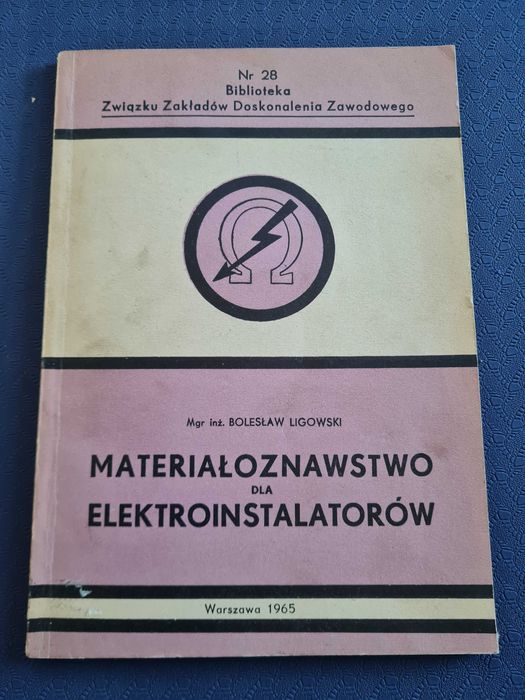 Nr 28
Biblioteka
Związku Zakładów Doskonalenia Zawodowego
Ω
Mgr inż. BOLESŁAW LIGOWSKI
MATERIAŁOZNAWSTWO
DLA
ELEKTROINSTALATORÓW
Warszawa 1965